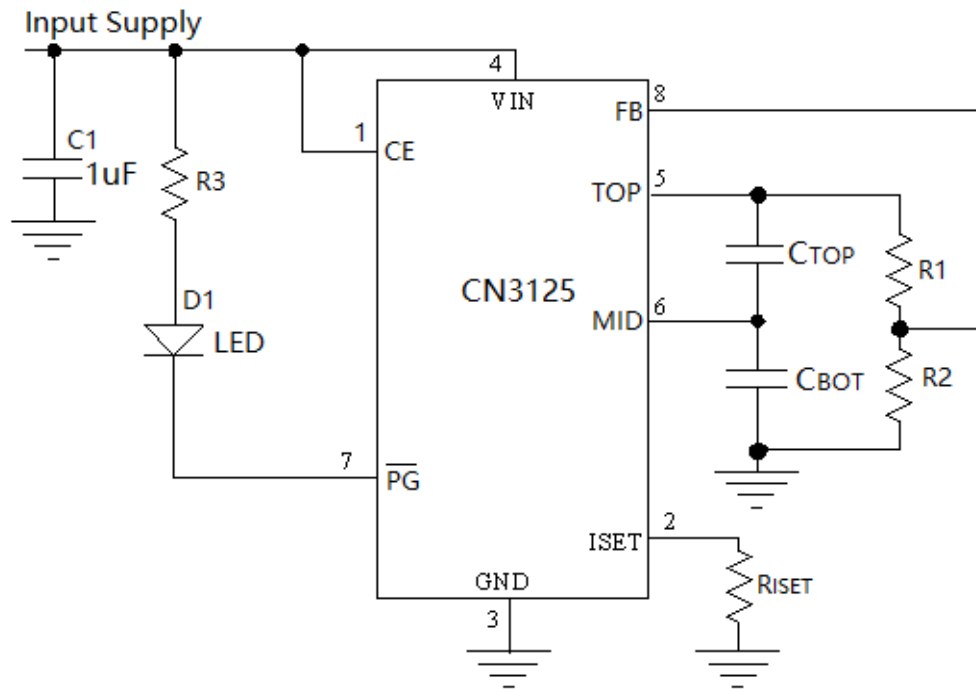 Input Supply
4
VIN
8
FB
1
CE
C1
1uF
R3
5
TOP
CTOP
R1
CN3125
D1
LED
6
MID
CBOT
R2
7
PG
2
ISET
RISET
GND
3